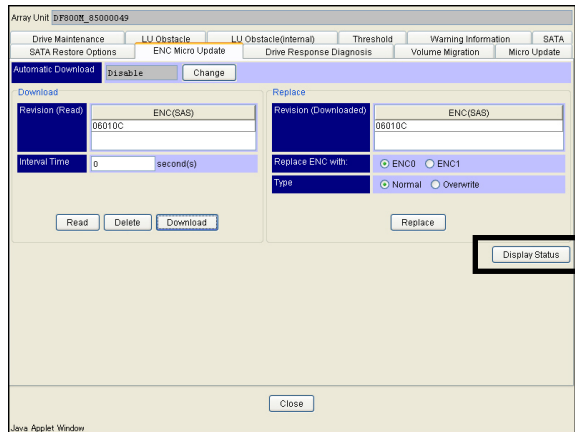 Array Unit DF800M_85000049
Drive Maintenance LU Obstacle LU Obstacle(internal) Threshold Warning Information SATA
SATA Restore Options ENC Micro Update Drive Response Diagnosis Volume Migration Micro Update
Automatic Download Disable Change
Download
Revision (Read) ENC(SAS)
06010C
Interval Time 0 second(s)
Read Delete Download
Replace
Revision (Downloaded) ENC(SAS)
06010C
Replace ENC with: ENC0 ENC1
Type Normal Overwrite
Replace
Display Status
Close
Java Applet Window